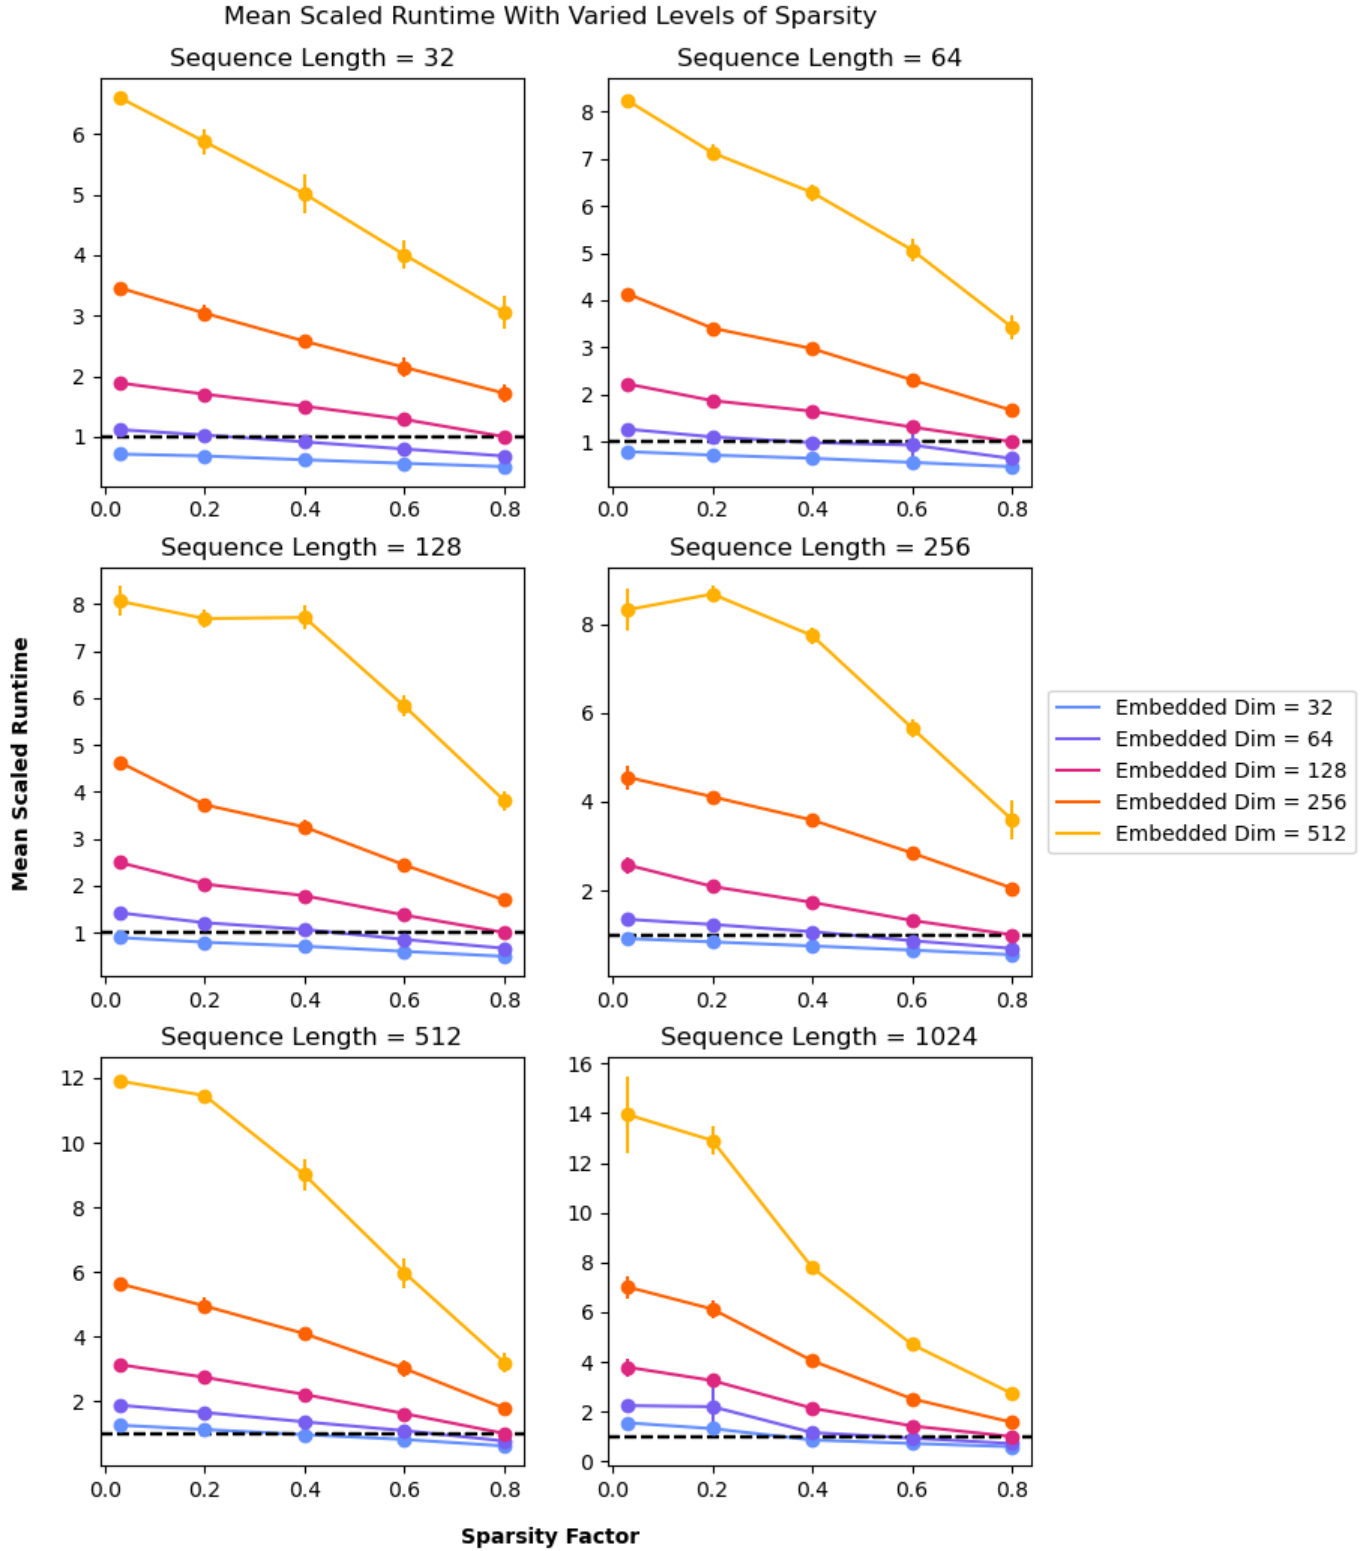 Mean Scaled Runtime With Varied Levels of Sparsity
Sequence Length = 32
6
5
4
3
2
1
0.0 0.2 0.4 0.6 0.8
Sequence Length = 64
8
7
6
5
4
3
2
1
0.0 0.2 0.4 0.6 0.8
Sequence Length = 128
8
7
6
5
4
3
2
1
0.0 0.2 0.4 0.6 0.8
Sequence Length = 256
8
6
4
2
0.0 0.2 0.4 0.6 0.8
Sequence Length = 512
12
10
8
6
4
2
0.0 0.2 0.4 0.6 0.8
Sequence Length = 1024
16
14
12
10
8
6
4
2
0
0.0 0.2 0.4 0.6 0.8
Mean Scaled Runtime
Sparsity Factor
Embedded Dim = 32
Embedded Dim = 64
Embedded Dim = 128
Embedded Dim = 256
Embedded Dim = 512